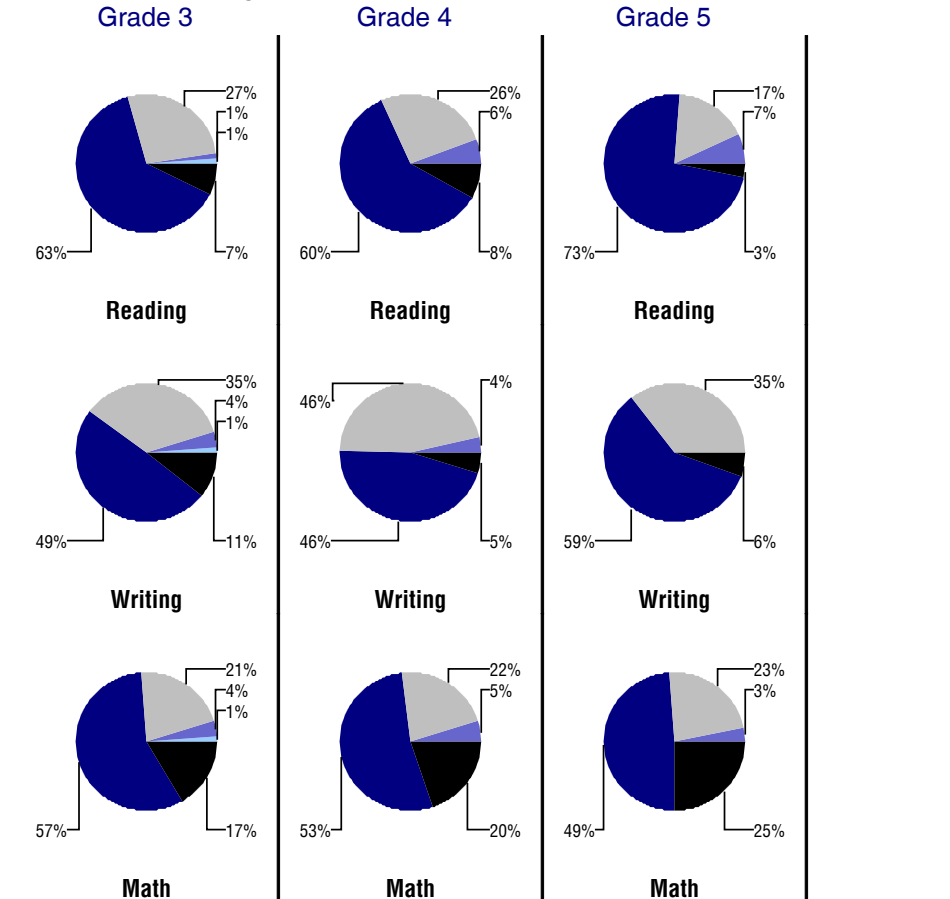 Grade 3 Grade 4 Grade 5
27% 26% 17%
1% 6% 7%
1%
63% 7% 60% 8% 73% 3%
Reading Reading Reading
35% 4% 35%
4% 46%
1%
49% 11% 46% 5% 59% 6%
Writing Writing Writing
21% 22% 23%
4% 5% 3%
1%
57% 17% 53% 20% 49% 25%
Math Math Math